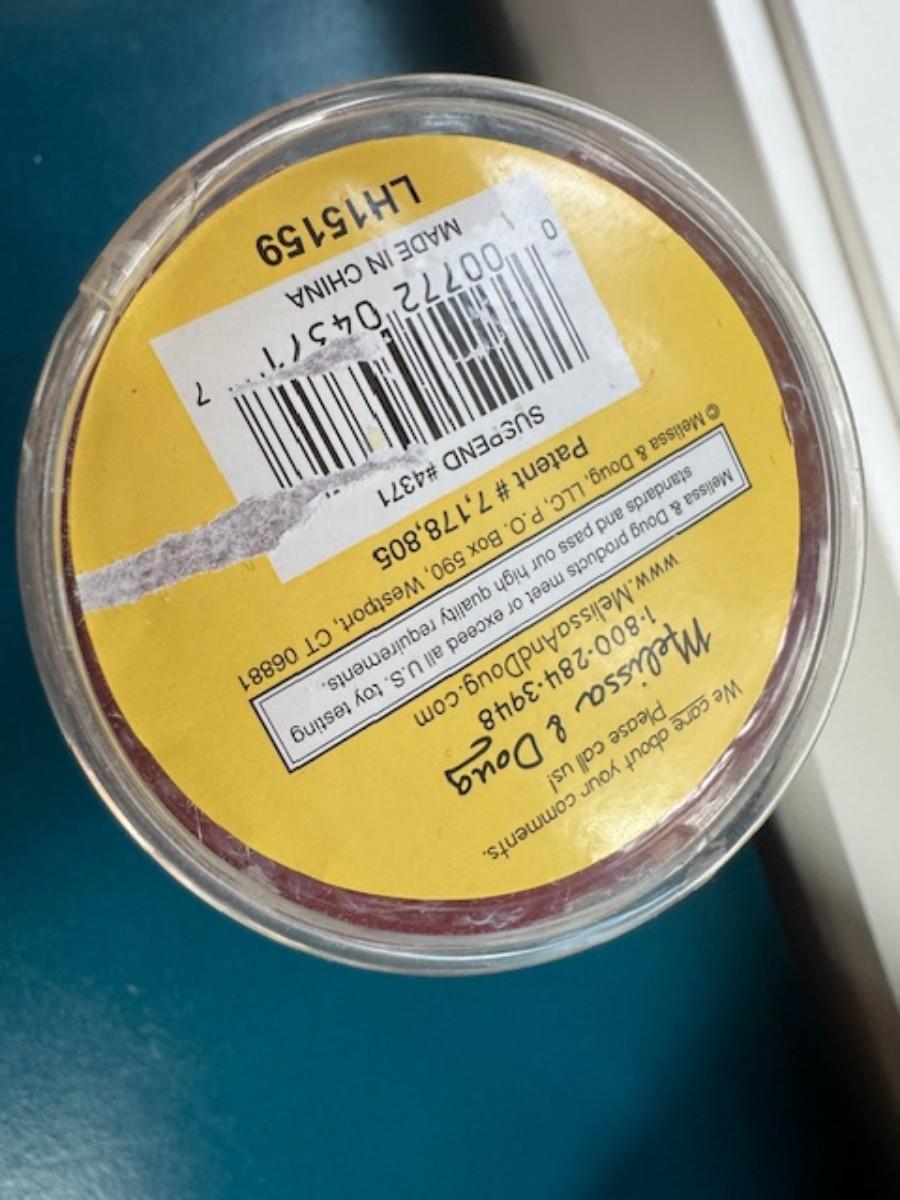 We care about your comments.
Please call us!
Melissa & Doug
1-800-284-3948
www.MelissaAndDoug.com
Melissa & Doug products meet or exceed all U.S. toy testing
standards and pass our high quality requirements.
© Melissa & Doug, LLC, P.O. Box 590, Westport, CT 06881
Patent # 7,178,805
SUSPEND #4371
0 00772 04371 7
MADE IN CHINA
LH15159